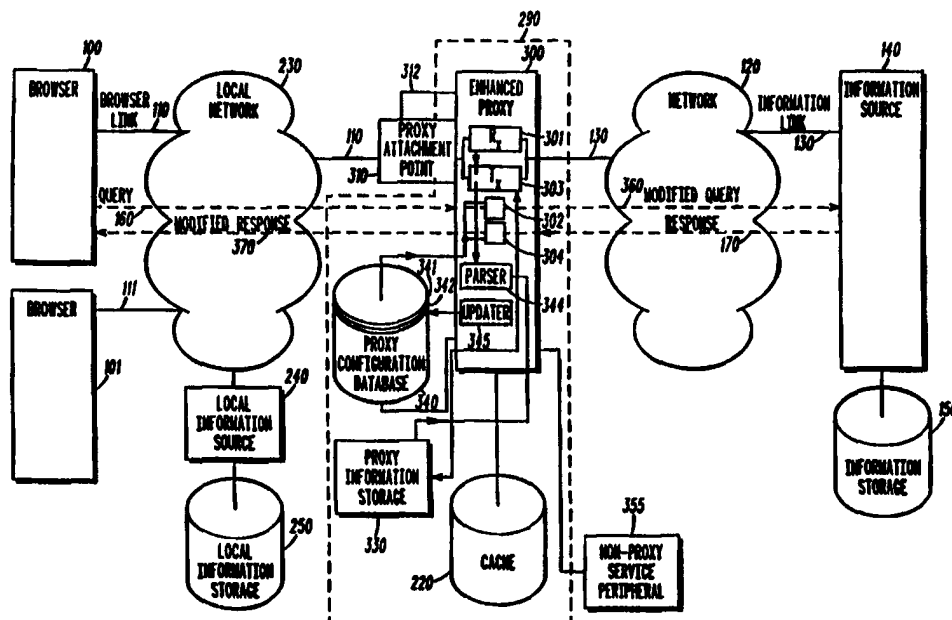 290
100
230
300
120
140
BROWSER
LOCAL
NETWORK
312
ENHANCED
PROXY
NETWORK
INFORMATION
SOURCE
BROWSER
LINK
110
INFORMATION
LINK
130
110
PROXY
ATTACHMENT
POINT
310
RX
301
130
TX
303
QUERY
160
360
MODIFIED QUERY
302
MODIFIED RESPONSE
370
RESPONSE
170
304
341
342
PARSER
344
BROWSER
111
UPDATER
345
101
PROXY
CONFIGURATION
DATABASE
340
240
LOCAL
INFORMATION
SOURCE
INFORMATION
STORAGE
PROXY
INFORMATION
STORAGE
330
250
LOCAL
INFORMATION
STORAGE
CACHE
220
355
NON-PROXY
SERVICE
PERIPHERAL